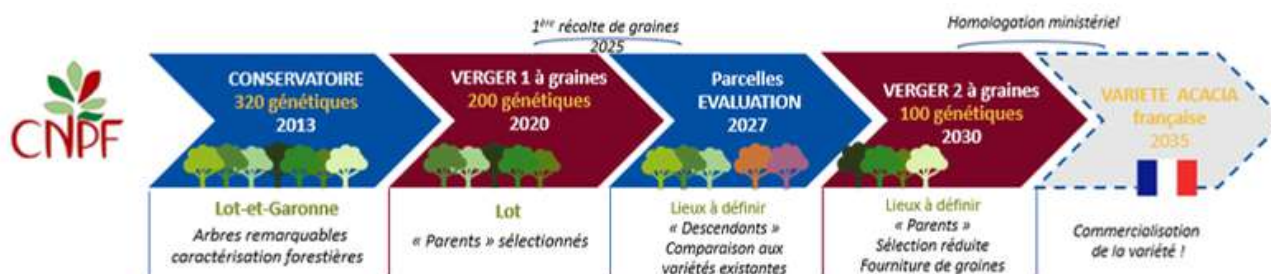 CNPF
1ère récolte de graines
2025
Homologation ministériel
CONSERVATOIRE
320 génétiques
2013
VERGER 1 à graines
200 génétiques
2020
Parcelles
EVALUATION
2027
VERGER 2 à graines
100 génétiques
2030
VARIETE ACACIA
française
2035
Lot-et-Garonne
Arbres remarquables
caractérisation forestières
Lot
« Parents » sélectionnés
Lieux à définir
« Descendants »
Comparaison aux
variétés existantes
Lieux à définir
« Parents »
Sélection réduite
Fourniture de graines
Commercialisation
de la variété !